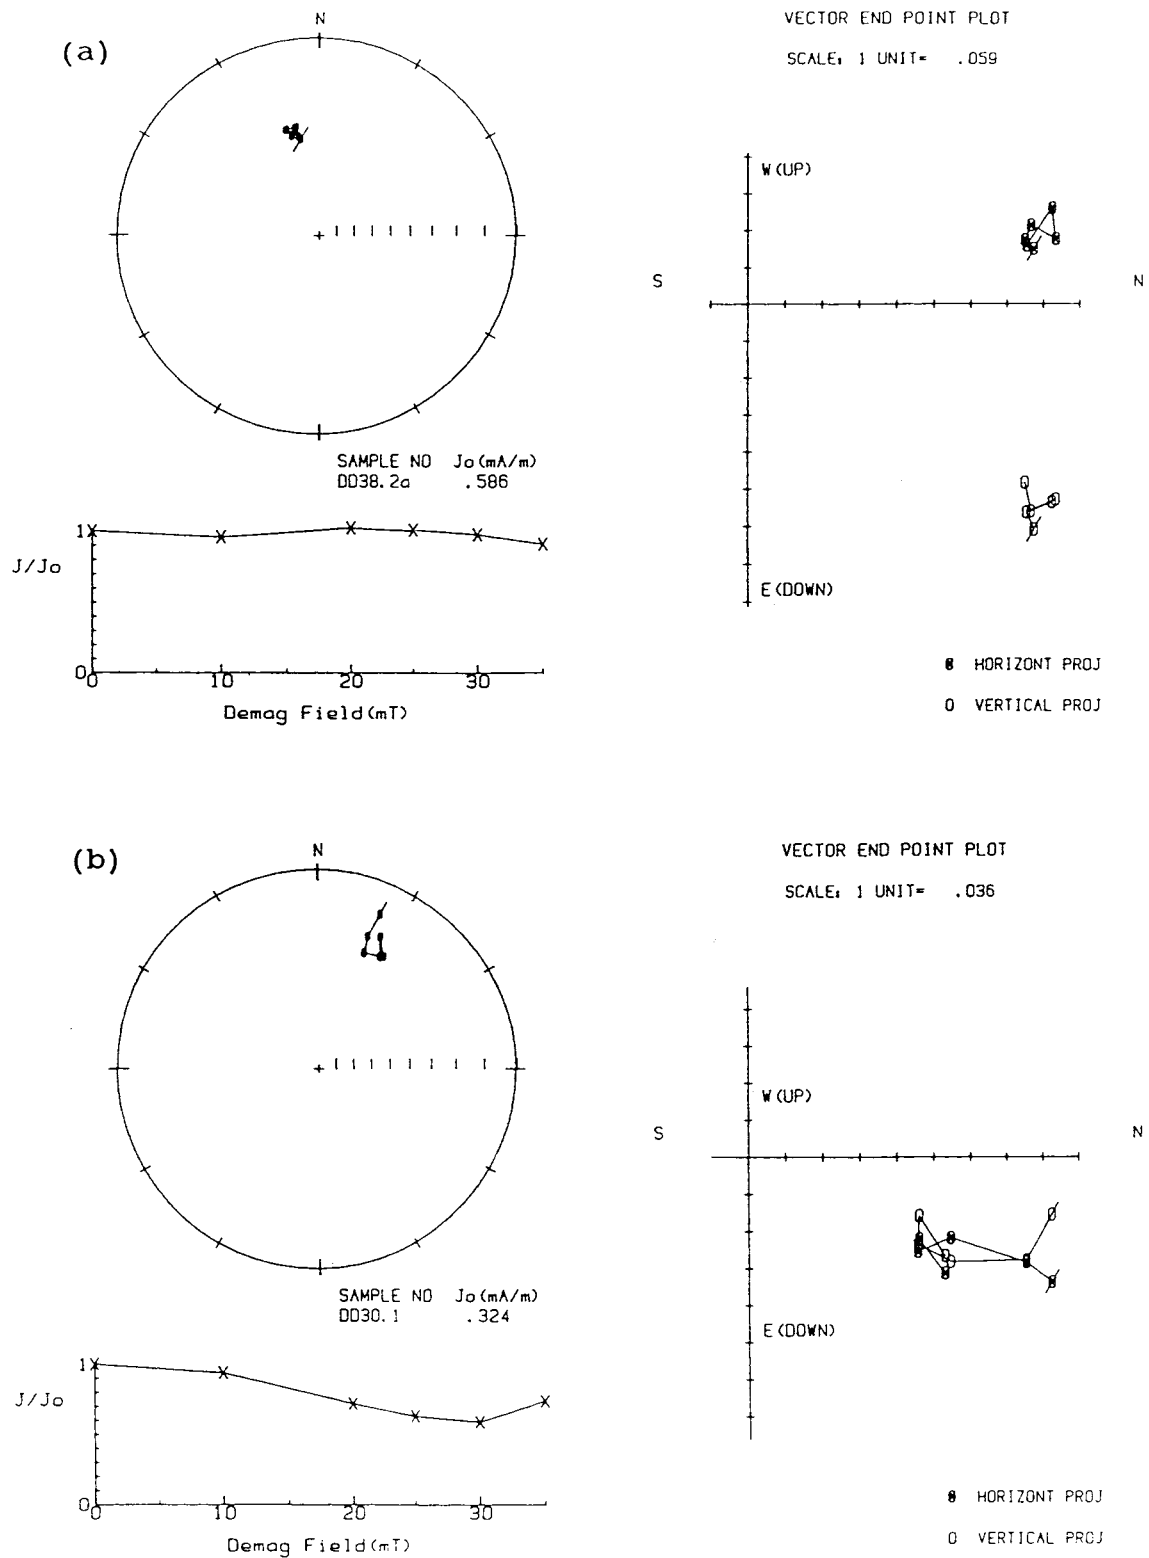 (a)
N
VECTOR END POINT PLOT
SCALE: 1 UNIT= .059
W(UP)
S
N
E(DOWN)
HORIZONT PROJ
VERTICAL PROJ
SAMPLE NO Jo(mA/m)
DD38.2a .586
1
J/Jo
0
0 10 20 30
Demag Field(mT)
(b)
N
VECTOR END POINT PLOT
SCALE: 1 UNIT= .036
W(UP)
S
N
E(DOWN)
HORIZONT PROJ
VERTICAL PROJ
SAMPLE NO Jo(mA/m)
DD30.1 .324
1
J/Jo
0
0 10 20 30
Demag Field(mT)